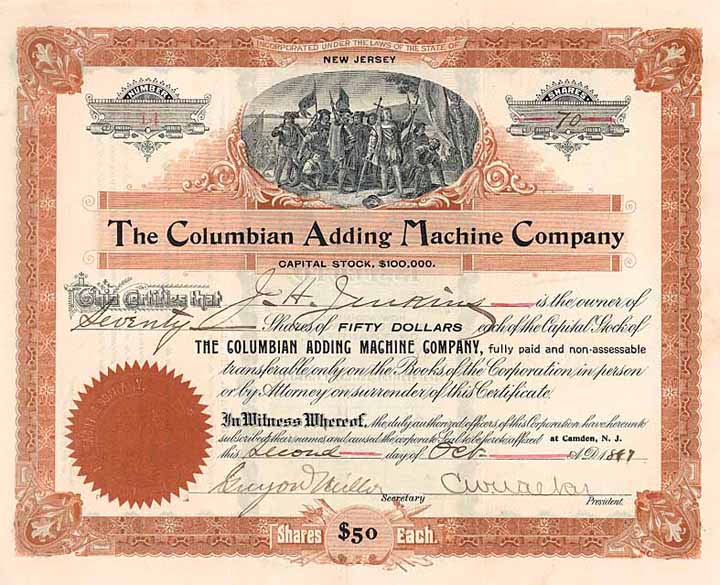 INCORPORATED UNDER THE LAWS OF THE STATE OF
NEW JERSEY
NUMBER
SHARES
70
The Columbian Adding Machine Company
CAPITAL STOCK, $100,000.
This Certifies that J. H. Jenkins is the owner of
Seventy Shares of FIFTY DOLLARS each of the Capital Stock of
THE COLUMBIAN ADDING MACHINE COMPANY, fully paid and non-assessable
transferable only on the Books of the Corporation in person
or by Attorney on surrender of this Certificate.
In Witness Whereof, the duly authorized officers of this Corporation have hereunto
subscribed their names and caused the corporate Seal to be hereto affixed at Camden, N. J.
this Second day of Oct A.D. 1897
Guyon Miller
Secretary
President.
Shares $50 Each.